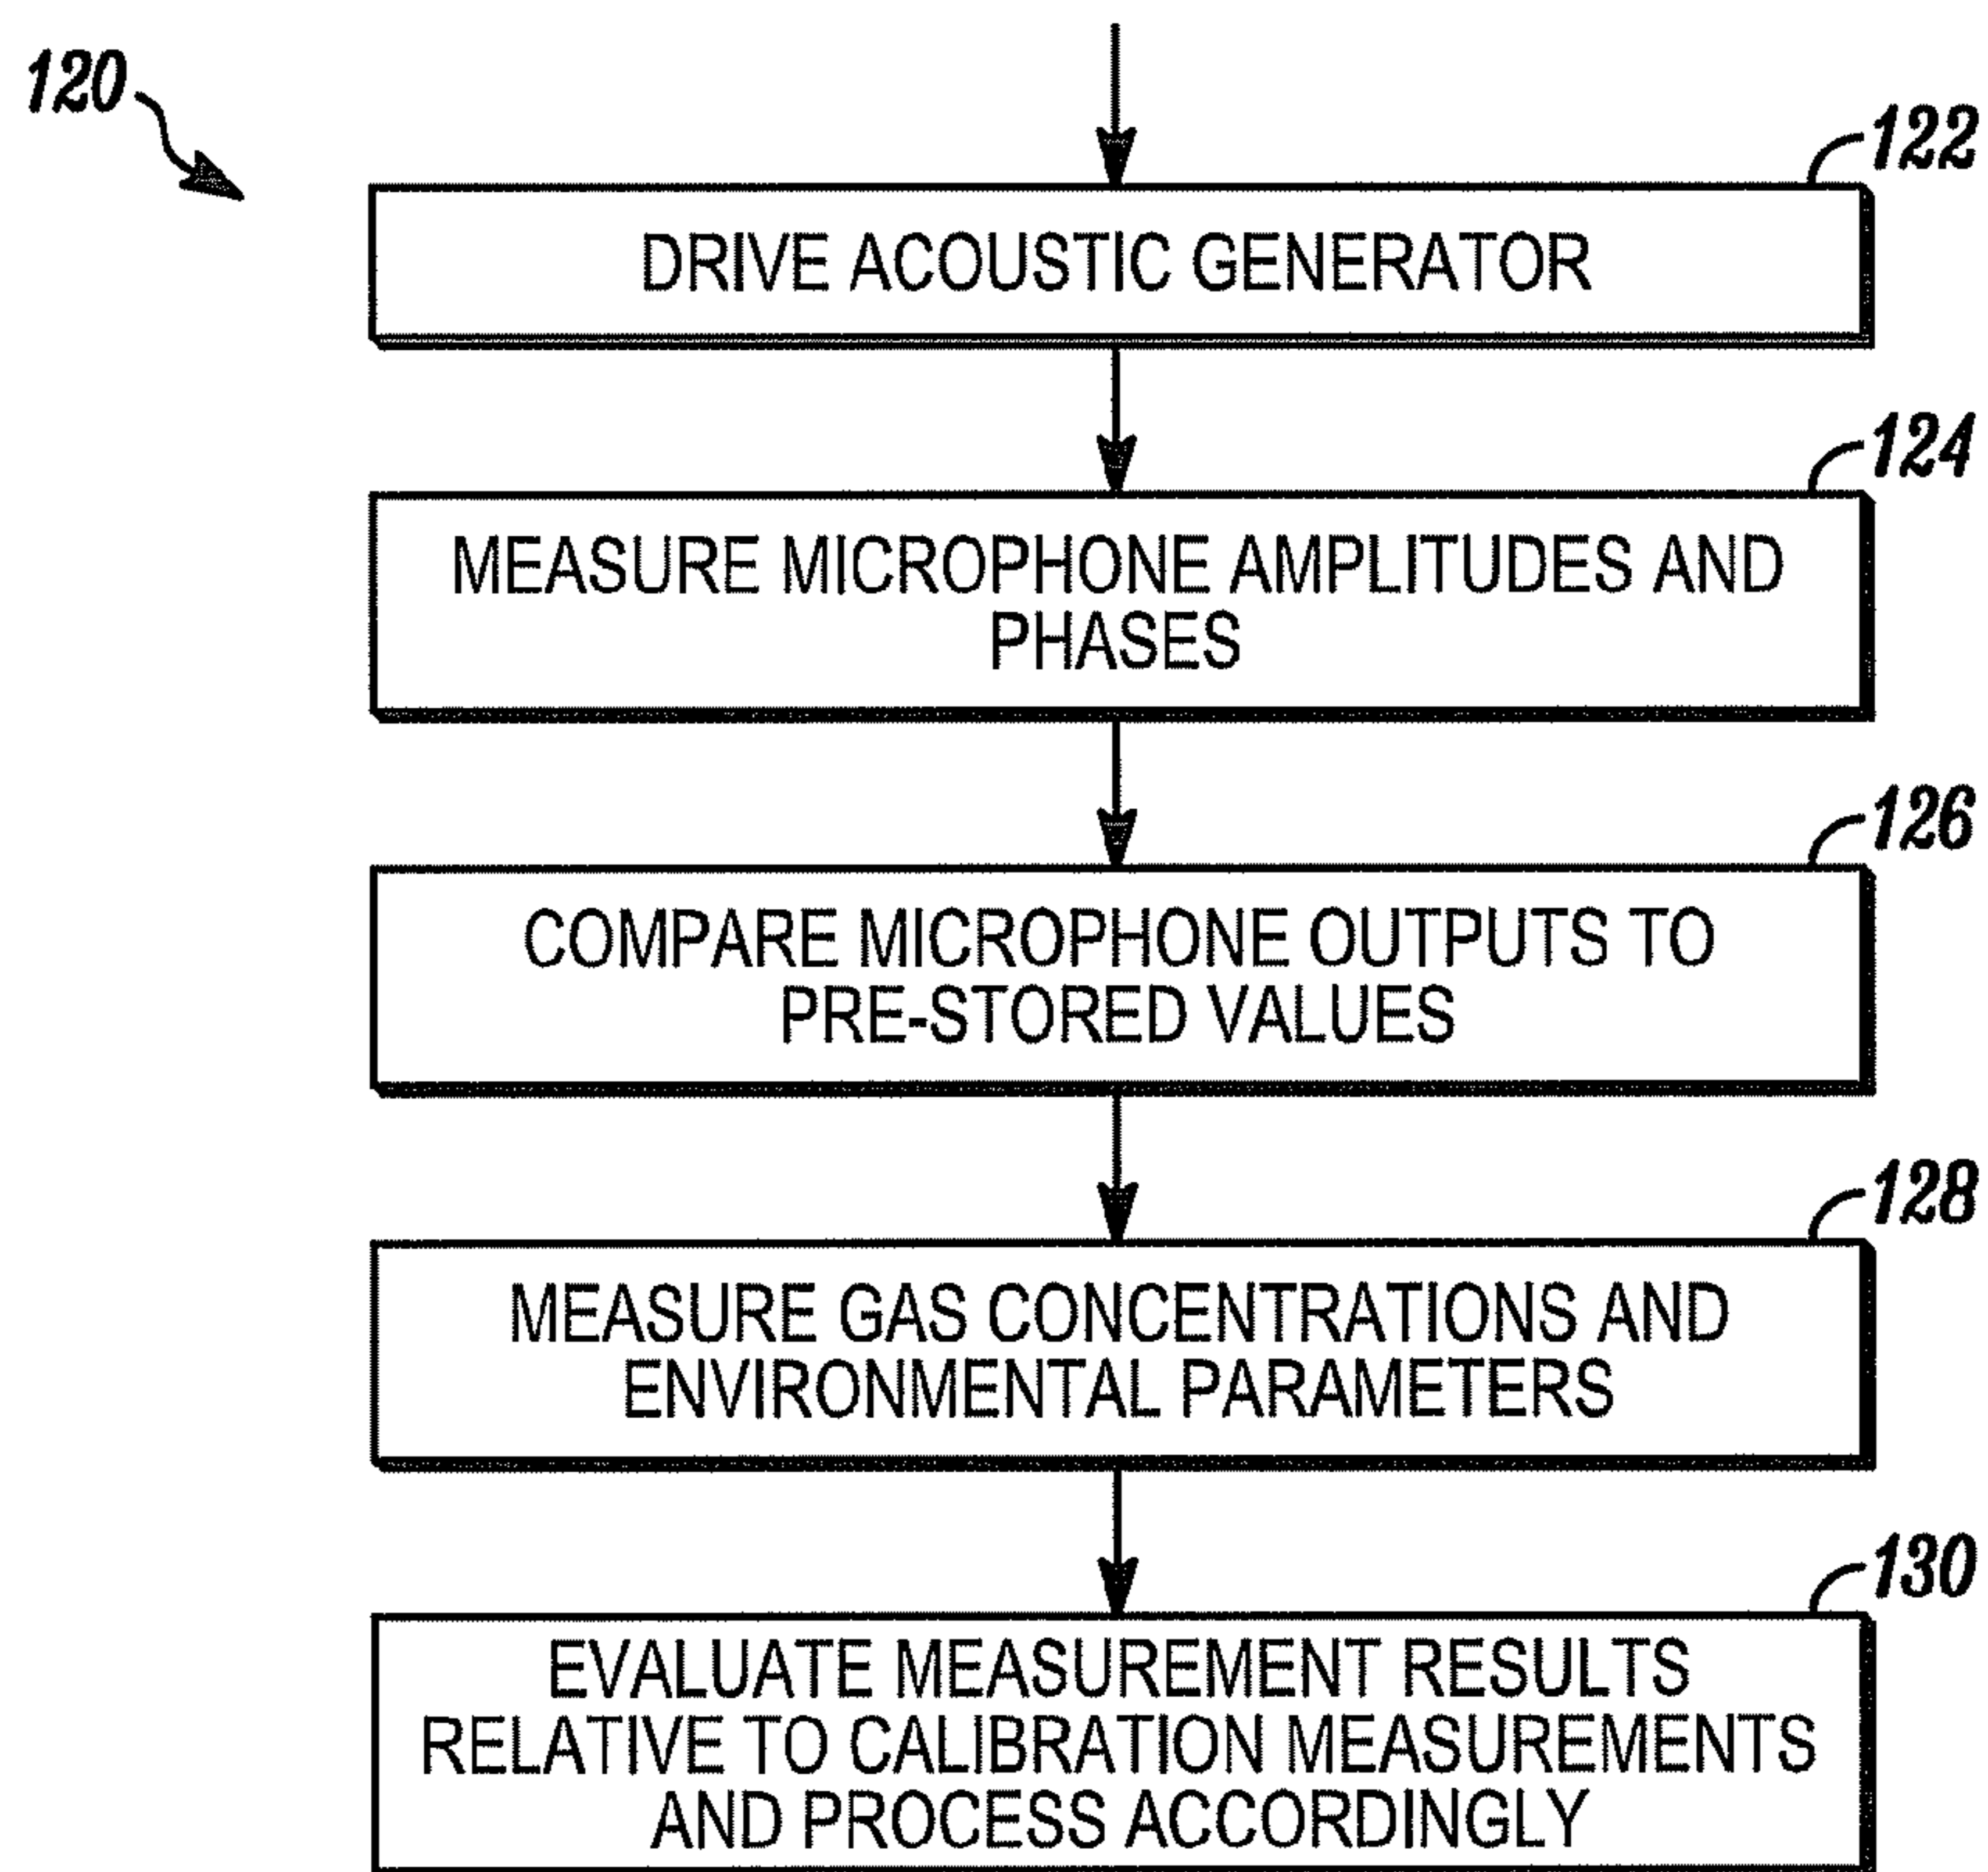 120
122
DRIVE ACOUSTIC GENERATOR
124
MEASURE MICROPHONE AMPLITUDES AND
PHASES
126
COMPARE MICROPHONE OUTPUTS TO
PRE-STORED VALUES
128
MEASURE GAS CONCENTRATIONS AND
ENVIRONMENTAL PARAMETERS
130
EVALUATE MEASUREMENT RESULTS
RELATIVE TO CALIBRATION MEASUREMENTS
AND PROCESS ACCORDINGLY